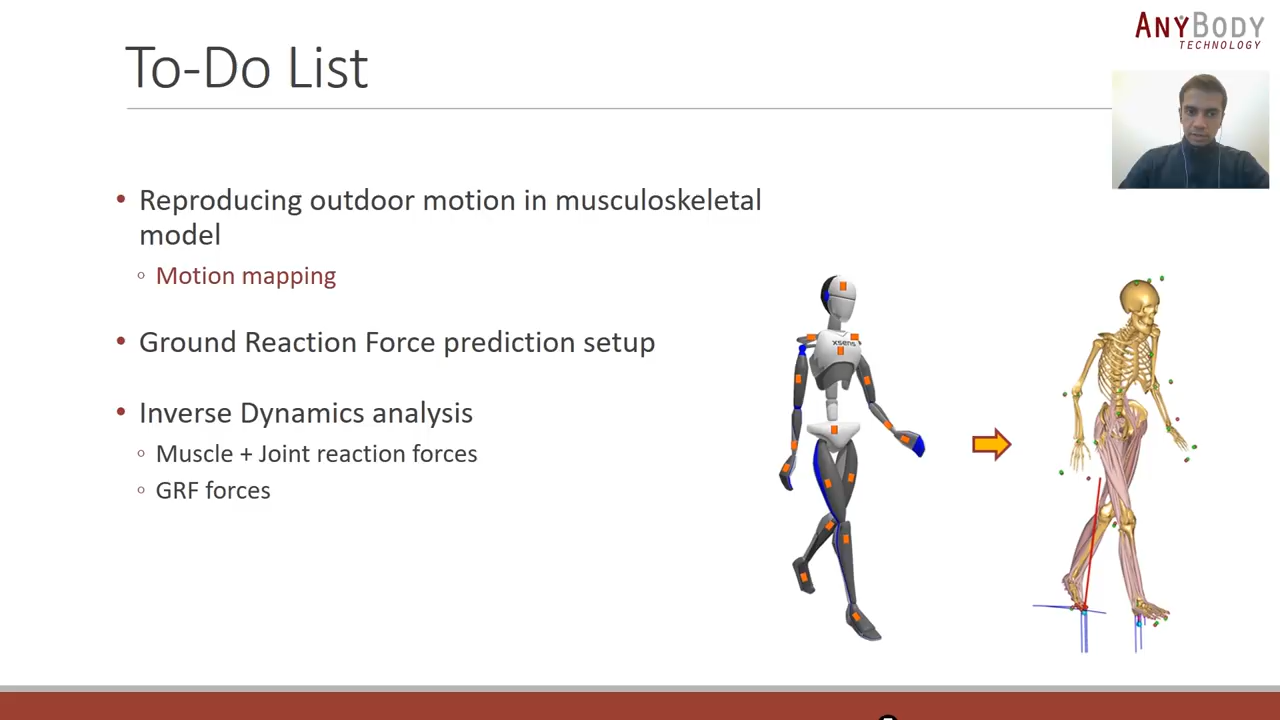 To-Do List
ANYBODY
TECHNOLOGY
• Reproducing outdoor motion in musculoskeletal
model
◦ Motion mapping
• Ground Reaction Force prediction setup
• Inverse Dynamics analysis
◦ Muscle + Joint reaction forces
◦ GRF forces
xsens